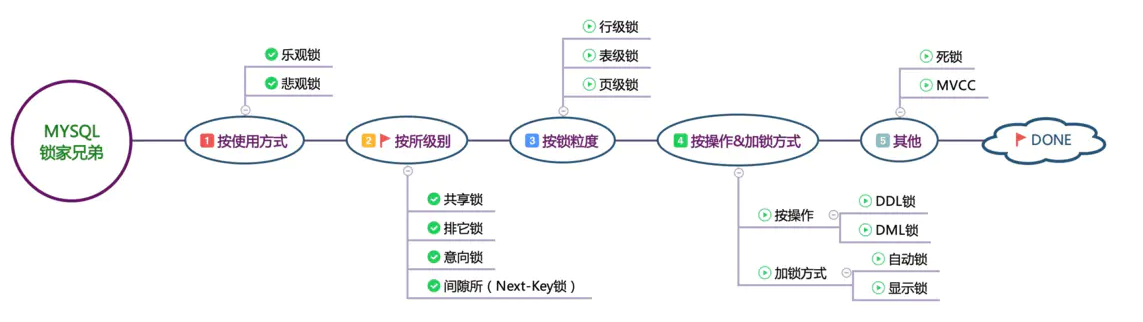 MYSQL
锁家兄弟
乐观锁
悲观锁
1 按使用方式
2 按所级别
共享锁
排它锁
意向锁
间隙所（Next-Key锁）
行级锁
表级锁
页级锁
3 按锁粒度
4 按操作&加锁方式
按操作
DDL锁
DML锁
加锁方式
自动锁
显示锁
死锁
MVCC
5 其他
DONE